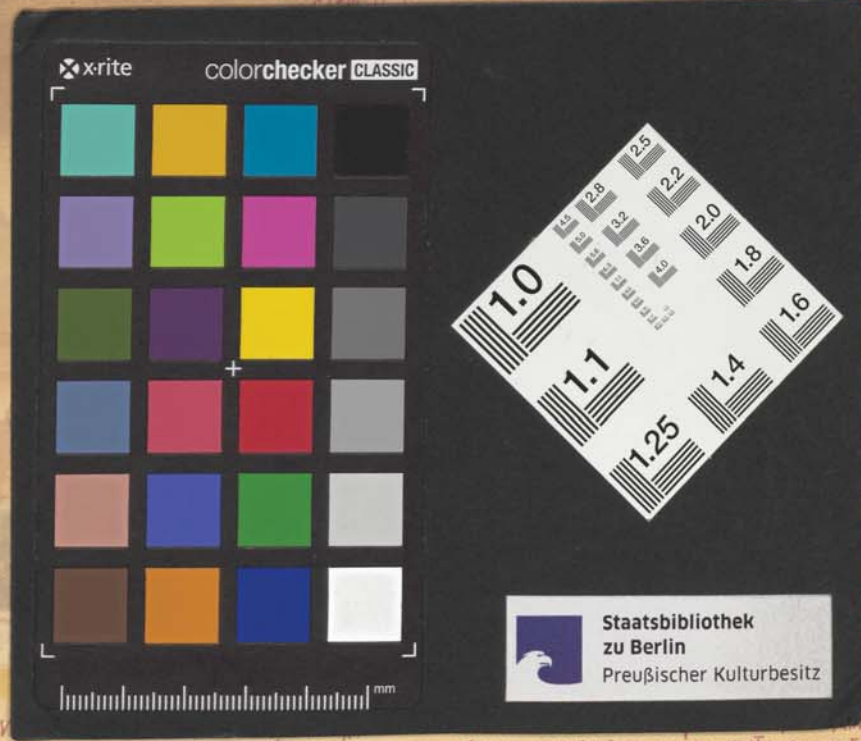 x·rite
colorchecker CLASSIC
2.5
2.8
2.2
4.5
3.2
2.0
5.0
3.6
5.6
4.0
1.8
1.0
1.6
1.1
1.4
1.25
mm
Staatsbibliothek
zu Berlin
Preußischer Kulturbesitz